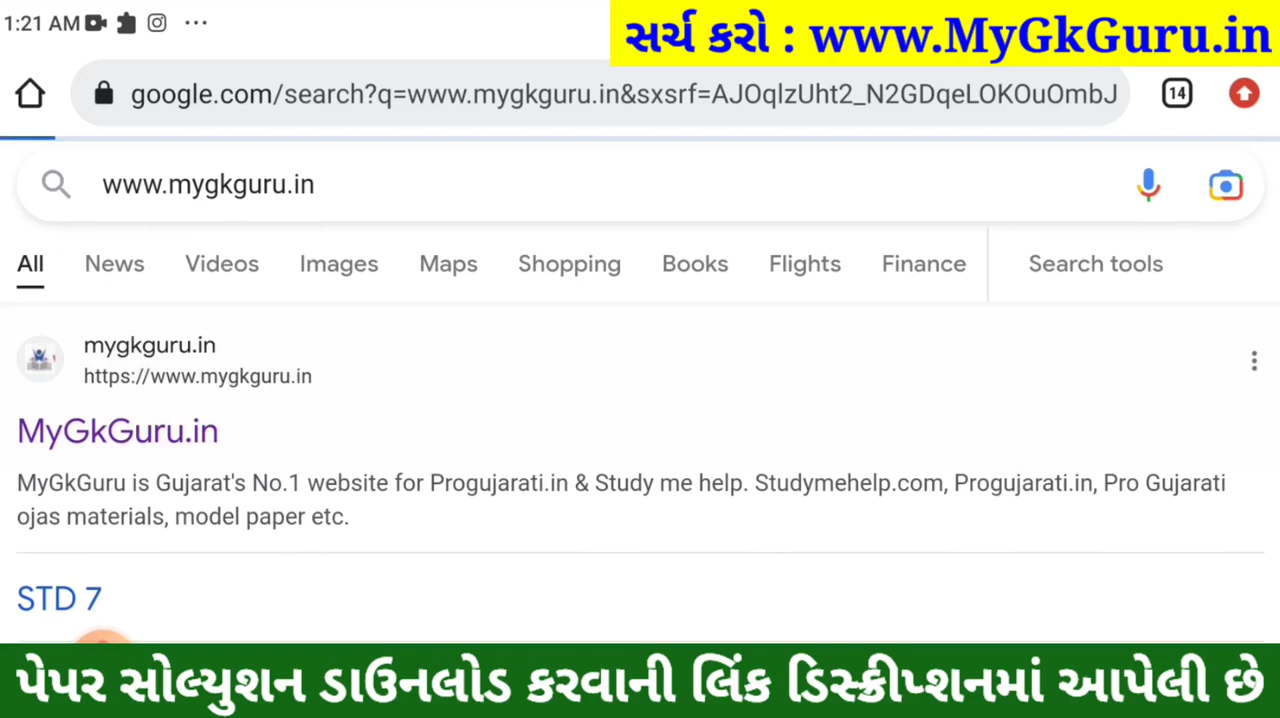 1:21 AM
સર્ચ કરો : www.MyGkGuru.in
google.com/search?q=www.mygkguru.in&sxsrf=AJOqlzUht2_N2GDqeLOKOuOmbJ
14
www.mygkguru.in
All News Videos Images Maps Shopping Books Flights Finance Search tools
mygkguru.in
https://www.mygkguru.in
MyGkGuru.in
MyGkGuru is Gujarat's No.1 website for Progujarati.in & Study me help. Studymehelp.com, Progujarati.in, Pro Gujarati
ojas materials, model paper etc.
STD 7
પેપર સોલ્યુશન ડાઉનલોડ કરવાની લિંક ડિસ્ક્રીપ્શનમાં આપેલી છે